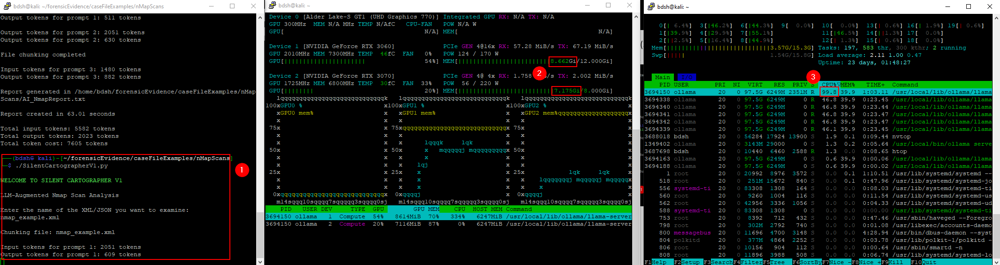 bdsh@kali: ~/forensicEvidence/caseFileExamples/nMapScans
Output tokens for prompt 1: 511 tokens
Output tokens for prompt 2: 2051 tokens
Output tokens for prompt 2: 630 tokens
File chunking completed
Input tokens for prompt 3: 1480 tokens
Output tokens for prompt 3: 882 tokens
Report generated in /home/bdsh/forensicEvidence/caseFileExamples/nMap
Scans/AI_NmapReport.txt
Report created in 63.01 seconds
Total input tokens: 5582 tokens
Total output tokens: 2023 tokens
Total token cost: 7605 tokens
(bdsh㉿ kali)-[~/forensicEvidence/caseFileExamples/nMapScans]
$ ./SilentCartographerV1.py
WELCOME TO SILENT CARTOGRAPHER V1
LLM-Augmented Nmap Scan Analysis
Enter the name of the XML/JSON you want to examine:
nmap_example.xml
Chunking file: nmap_example.xml
Input tokens for prompt 1: 2051 tokens
Output tokens for prompt 1: 609 tokens
1
bdsh@kali: ~
Device 0 [Alder Lake-S GT1 (UHD Graphics 770)] Integrated GPU RX: N/A TX: N/A
GPU 300MHz MEM N/A MHz TEMP N/AfC CPU-FAN POW N/A W
GPU[ N/A] MEM[ N/A]
Device 1 [NVIDIA GeForce RTX 3060] PCIe GEN 4@16x RX: 57.28 MiB/s TX: 67.19 MiB/s
GPU 2010MHz MEM 7300MHz TEMP 46fC FAN 0% POW 124 / 170 W
GPU[||||||||||||||||||||||| 54%] MEM[|||||||||||||||||||||||||8.662Gi/12.000Gi]
2
Device 2 [NVIDIA GeForce RTX 3070] PCIe GEN 4@ 4x RX: 1.758 /s TX: 2.002 MiB/s
GPU 1725MHz MEM 6800MHz TEMP 30fC FAN 33% POW 56 / 220 W
GPU[|||||||| 20%] MEM[||||||||||||||||||||||||||7.175Gi/8.000Gi]
100x GPU0 % x100x GPU1 % x100x GPU2 % x
GPU0 mem% GPU1 mem% GPU2 mem%
75x 75x 75x
50x 50x 50x
25x 25x 25x
0x 0x 0x
ml4sqqql0sqqqq7sqqqqq3sqqqq0sj ml4sqqql0sqqqq7sqqqqq3sqqqq0sj ml4sqqql0sqqqq7sqqqqq3sqqqq0sj
PID USER DEV TYPE GPU GPU MEM CPU HOST MEM Command
3694150 ollama 1 Compute 54% 8614MiB 70% 334% 6247MiB /usr/local/lib/ollama/llama-server
3694150 ollama 2 Compute 20% 7116MiB 87% 0% 6247MiB /usr/local/lib/ollama/llama-server
bdsh@kali: ~
0[| 6.4%] 3[|46.2%] 6[|44.3%] 9[ 0.0%] 10[ 0.0%] 13[| 0.6%] 16[| 1.9%] 19[| 0.6%]
1[|39.9%] 4[|29.9%] 7[|55.1%] 11[|46.5%] 14[||1.3%] 17[ 0.0%]
2[||2.5%] 5[|16.4%] 8[|44.9%] 12[| 1.3%] 15[| 0.6%] 18[ 0.0%]
Mem[||||||||||||||||||||||||||||3.57G/15.3G] Tasks: 197, 583 thr, 300 kthr; 2 running
Swp[||||| 1.54G/15.8G] Load average: 2.11 1.00 0.47
Uptime: 23 days, 01:48:27
3
Main I/O
PID USER PRI NI VIRT RES PRIV S CPU%▽MEM% TIME+ Command
3694150 ollama 20 0 97.5G 6249M 2351M R 99.8 39.9 1:03.11 /usr/local/lib/ollama/llama
3694338 ollama 20 0 97.5G 6249M 0 R 46.8 39.9 0:23.45 /usr/local/lib/ollama/llama
3694340 ollama 20 0 97.5G 6249M 0 R 46.8 39.9 0:23.44 /usr/local/lib/ollama/llama
3694341 ollama 20 0 97.5G 6249M 0 R 46.8 39.9 0:23.47 /usr/local/lib/ollama/llama
3694342 ollama 20 0 97.5G 6249M 0 R 46.8 39.9 0:23.47 /usr/local/lib/ollama/llama
3694339 ollama 20 0 97.5G 6249M 0 R 46.1 39.9 0:23.45 /usr/local/lib/ollama/llama
3688018 bdsh 20 0 56284 17924 13900 S 1.9 0.1 0:09.44 nvtop
1349402 ollama 20 0 3143M 29000 0 S 1.3 0.2 0:05.64 /usr/local/bin/ollama serve
3687698 bdsh 20 0 10440 6460 2588 R 1.3 0.0 0:08.65 htop
3694163 ollama 20 0 97.5G 6249M 0 S 0.6 39.9 0:00.06 /usr/local/lib/ollama/llama
3694188 ollama 20 0 97.5G 6249M 0 S 0.6 39.9 0:00.02 /usr/local/lib/ollama/llama
1 root 20 0 20992 8976 3572 S 0.0 0.1 1:10.51 /usr/lib/systemd/systemd --
518 root 20 0 251M 15672 840 S 0.0 0.1 0:47.96 /usr/lib/systemd/systemd-jo
556 systemd-ti 20 0 83308 1308 164 S 0.0 0.0 0:08.03 /usr/lib/systemd/systemd-ti
560 root 20 0 9260 1004 116 S 0.0 0.0 0:11.54 /usr/lib/systemd/systemd-us
562 root 20 0 42956 3336 1056 S 0.0 0.0 0:04.33 /usr/lib/systemd/systemd-ud
588 systemd-ti 20 0 83308 1308 0 S 0.0 0.0 0:00.00 /usr/lib/systemd/systemd-ti
753 root 20 0 8392 712 432 S 0.0 0.0 0:47.46 /usr/sbin/haveged --Foregro
798 root 20 0 302M 2792 740 S 0.0 0.0 0:01.08 /usr/libexec/accounts-daemo
800 messagebus 20 0 11696 4700 3148 S 0.0 0.0 4:28.94 /usr/bin/dbus-daemon --syst
804 polkitd 20 0 377M 4864 2252 S 0.0 0.0 0:03.78 /usr/lib/polkit-1/polkitd -
806 root 20 0 10156 904 112 S 0.0 0.0 0:00.64 /usr/sbin/smartd -n
808 root 20 0 11896 3988 508 S 0.0 0.0 0:06.74 /usr/lib/systemd/systemd-lo
F1Help F2Setup F3SearchF4FilterF5Tree F6SortByF7Nice -F8Nice +F9Kill F10Quit